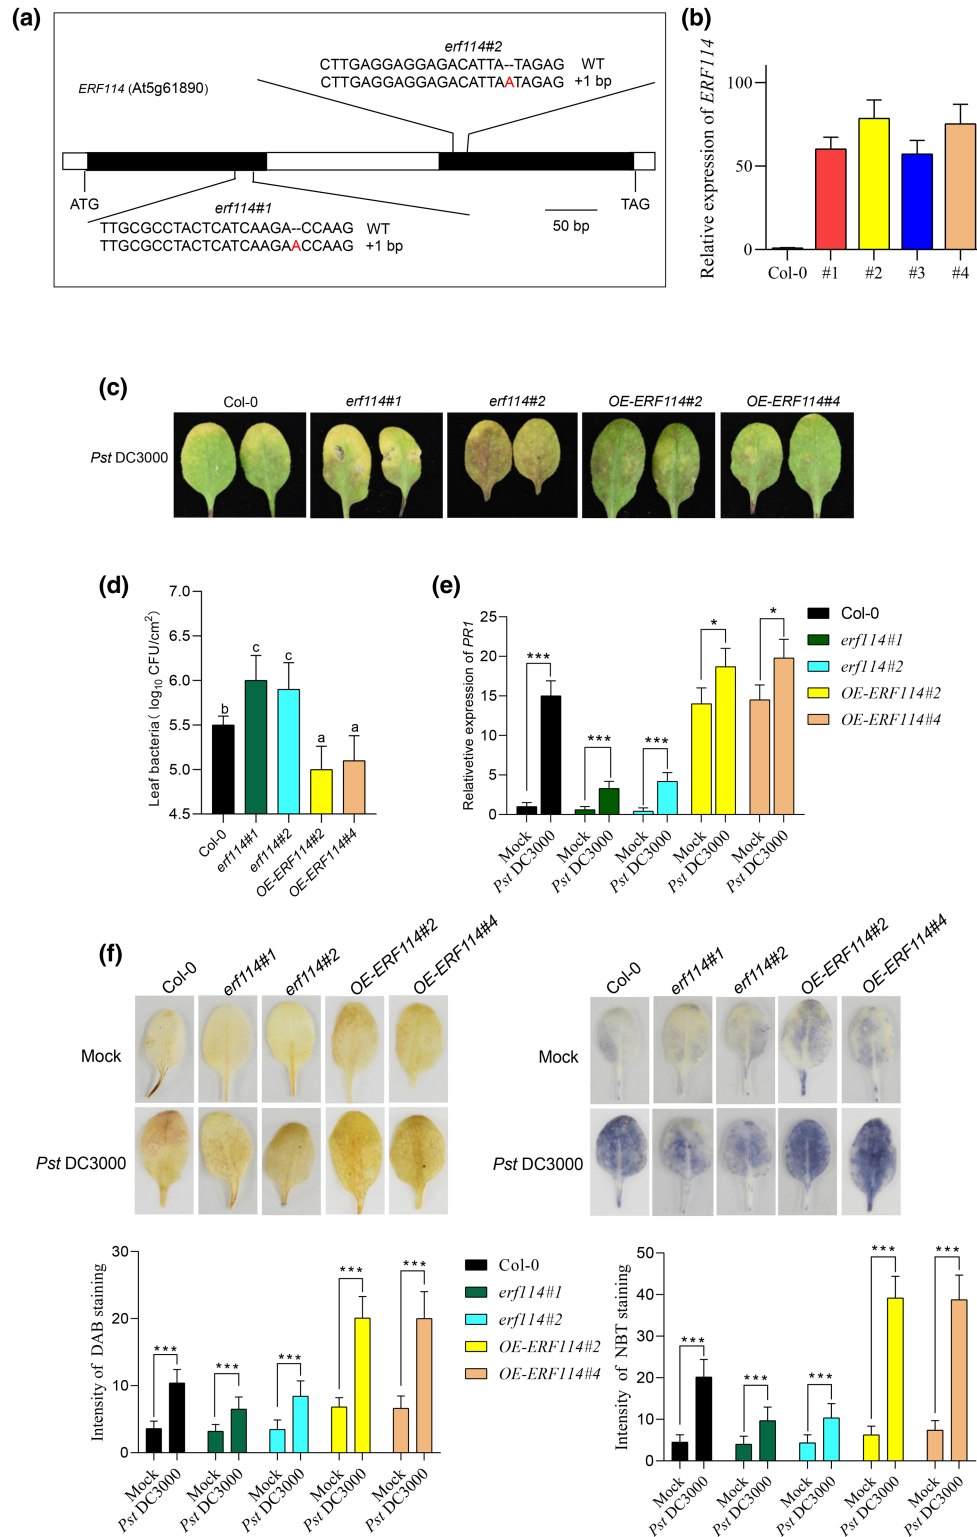 (a)
erf114#2
CTTGAGGAGGAGACATTA--TAGAG WT
CTTGAGGAGGAGACATTAATAGAG +1 bp
ERF114 (At5g61890)
ATG
TAG
erf114#1
TTGCGCCTACTCATCAAGA--CCAAG WT
TTGCGCCTACTCATCAAGAACCAAG +1 bp
50 bp
(b)
Relative expression of ERF114
100
50
0
Col-0 #1 #2 #3 #4
(c)
Col-0 erf114#1 erf114#2 OE-ERF114#2 OE-ERF114#4
Pst DC3000
(d)
Leaf bacteria ( log10 CFU/cm2)
7.0
6.5
6.0
5.5
5.0
4.5
b c c a a
Col-0 erf114#1 erf114#2 OE-ERF114#2 OE-ERF114#4
(e)
Relativetive expression of PR1
25
20
15
10
5
0
*** *** *** * *
Mock Pst DC3000 Mock Pst DC3000 Mock Pst DC3000 Mock Pst DC3000 Mock Pst DC3000
Col-0
erf114#1
erf114#2
OE-ERF114#2
OE-ERF114#4
(f)
Col-0 erf114#1 erf114#2 OE-ERF114#2 OE-ERF114#4
Mock
Pst DC3000
Col-0 erf114#1 erf114#2 OE-ERF114#2 OE-ERF114#4
Mock
Pst DC3000
Intensity of DAB staining
30
20
10
0
*** *** *** *** ***
Mock Pst DC3000 Mock Pst DC3000 Mock Pst DC3000 Mock Pst DC3000 Mock Pst DC3000
Col-0
erf114#1
erf114#2
OE-ERF114#2
OE-ERF114#4
Intensity of NBT staining
50
40
30
20
10
0
*** *** *** *** ***
Mock Pst DC3000 Mock Pst DC3000 Mock Pst DC3000 Mock Pst DC3000 Mock Pst DC3000